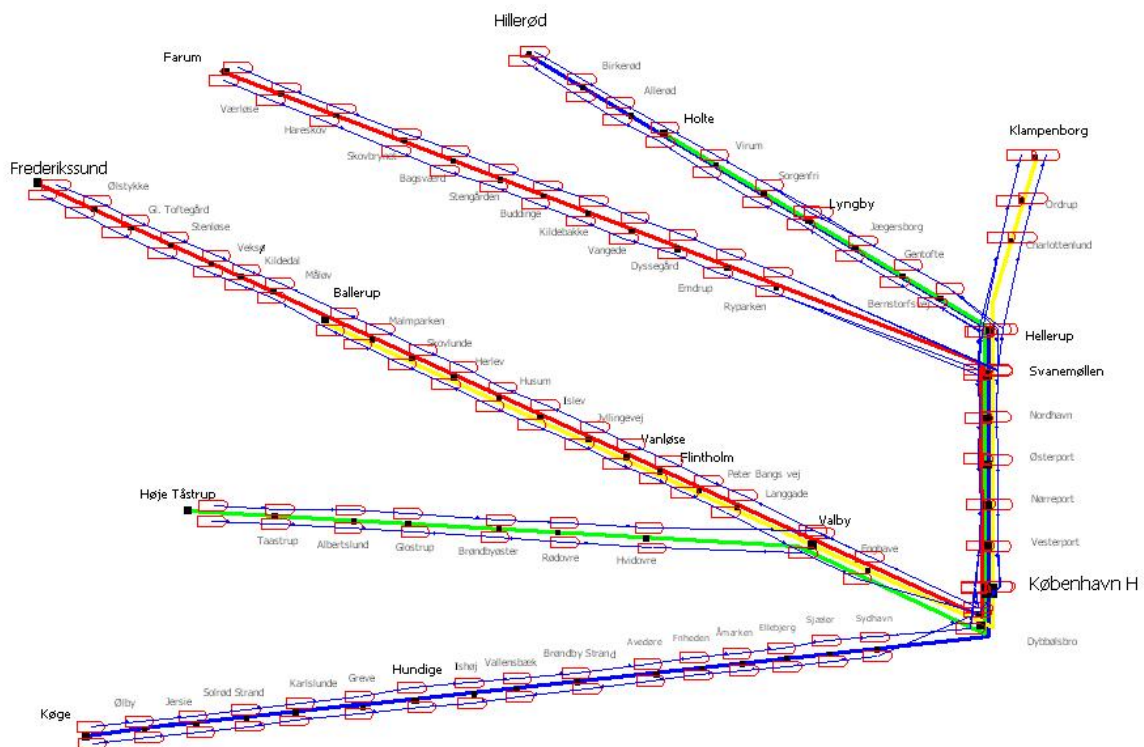 Hillerød
Farum
Birkerød
Allerød
Holte
Virum
Sorgenfri
Lyngby
Jægersborg
Gentofte
Bernstorfsvej
Klampenborg
Ordrup
Charlottenlund
Hellerup
Svanemøllen
Nordhavn
Østerport
Nørreport
Vesterport
København H
Dybbølsbro
Værløse
Hareskov
Skovbrynet
Bagsværd
Stengården
Buddinge
Kildebakke
Vangede
Dyssegård
Emdrup
Ryparken
Frederikssund
Ølstykke
Gl. Toftegård
Stenløse
Veksø
Kildedal
Måløv
Ballerup
Malmparken
Skovlunde
Herlev
Husum
Islev
Jyllingevej
Vanløse
Flintholm
Peter Bangs vej
Langgade
Valby
Enghave
Høje Tåstrup
Taastrup
Albertslund
Glostrup
Brøndbyøster
Rødovre
Hvidovre
Køge
Ølby
Jersie
Solrød Strand
Karlslunde
Greve
Hundige
Ishøj
Vallensbæk
Brøndby Strand
Avedøre
Friheden
Åmarken
Ellebjerg
Sjælør
Sydhavn